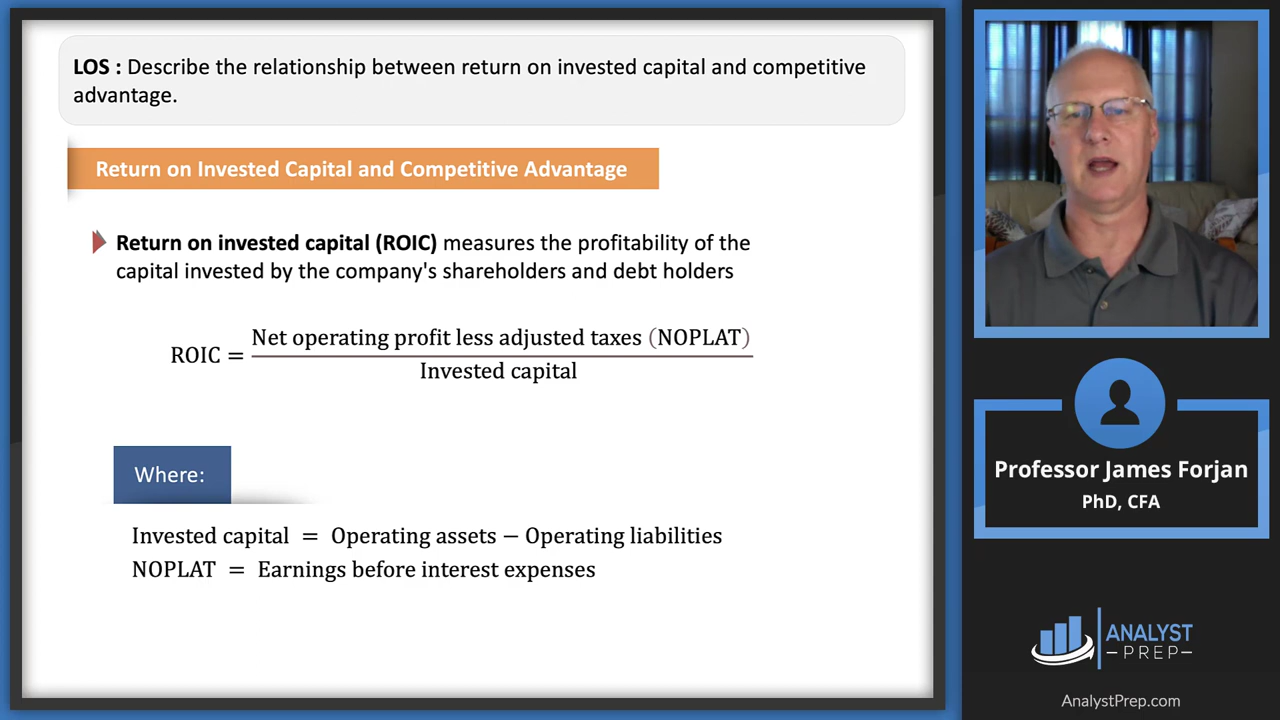 LOS : Describe the relationship between return on invested capital and competitive
advantage.
Return on Invested Capital and Competitive Advantage
Return on invested capital (ROIC) measures the profitability of the
capital invested by the company's shareholders and debt holders
ROIC = Net operating profit less adjusted taxes (NOPLAT)
Invested capital
Where:
Invested capital = Operating assets − Operating liabilities
NOPLAT = Earnings before interest expenses
Professor James Forjan
PhD, CFA
ANALYST
–PREP–
AnalystPrep.com